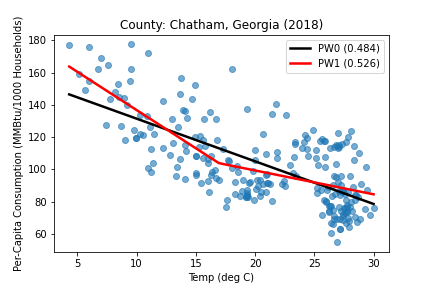 County: Chatham, Georgia (2018)
PW0 (0.484)
PW1 (0.526)
Per-Capita Consumption (MMBtu/1000 Households)
180
160
140
120
100
80
60
5 10 15 20 25 30
Temp (deg C)